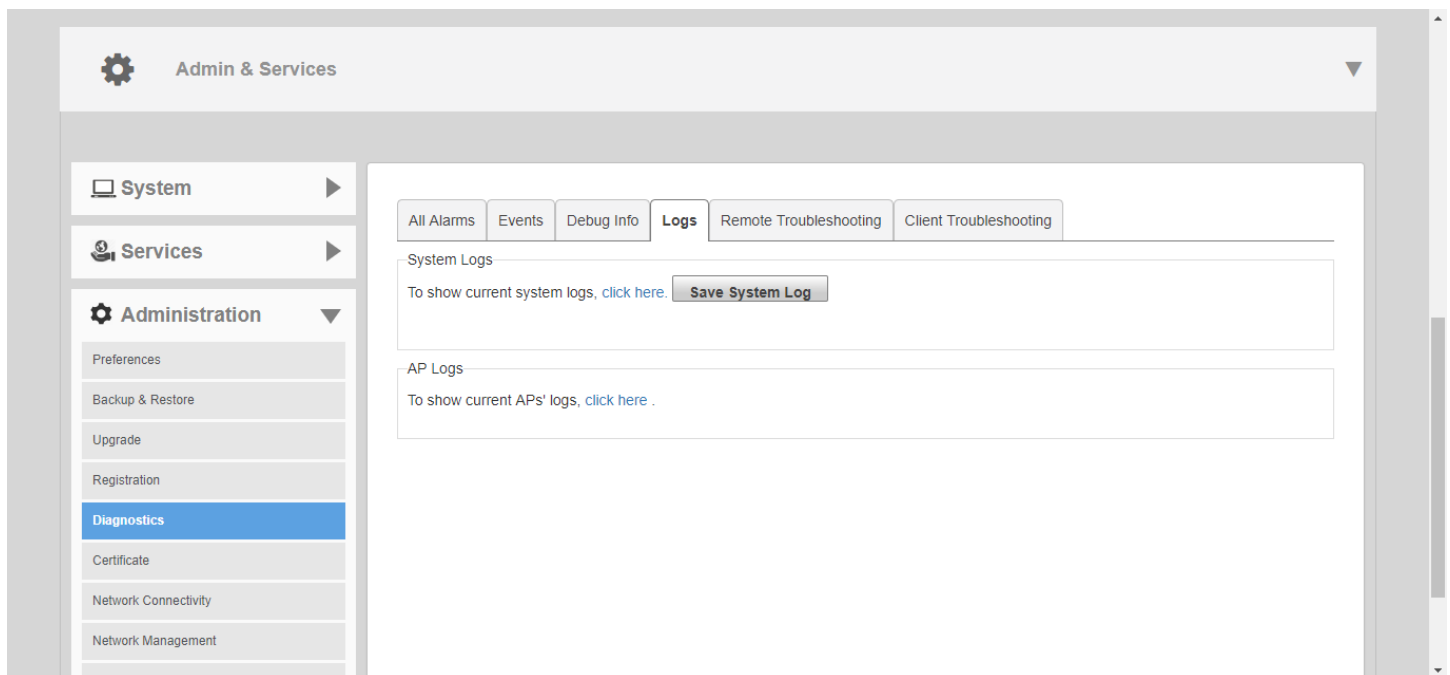 Admin & Services
System
Services
Administration
Preferences
Backup & Restore
Upgrade
Registration
Diagnostics
Certificate
Network Connectivity
Network Management
All Alarms Events Debug Info Logs Remote Troubleshooting Client Troubleshooting
System Logs
To show current system logs, click here. Save System Log
AP Logs
To show current APs' logs, click here .